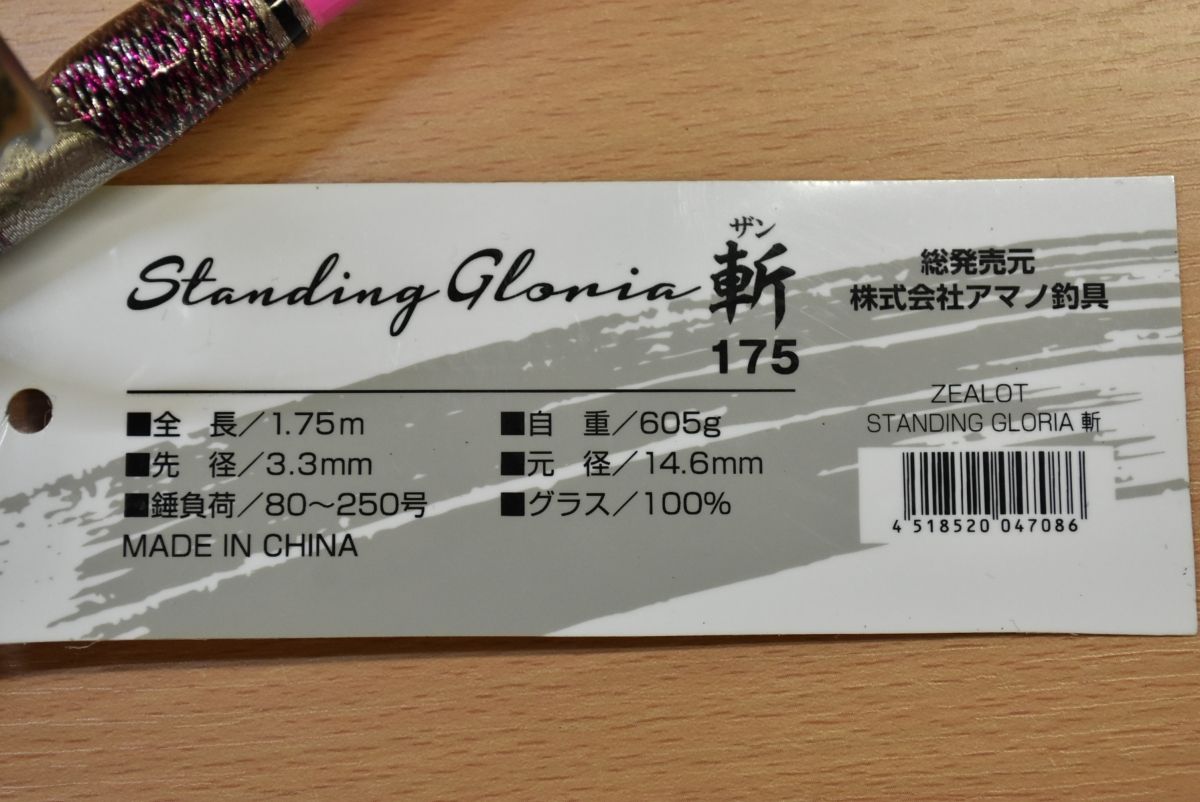 ザン
Standing Gloria 斬
175
■全 長/1.75m
■自 重/605g
■先 径/3.3mm
■元 径/14.6mm
■錘負荷/80〜250号
■グラス/100%
MADE IN CHINA
総発売元
株式会社アマノ釣具
ZEALOT
STANDING GLORIA 斬
4 518520 047086